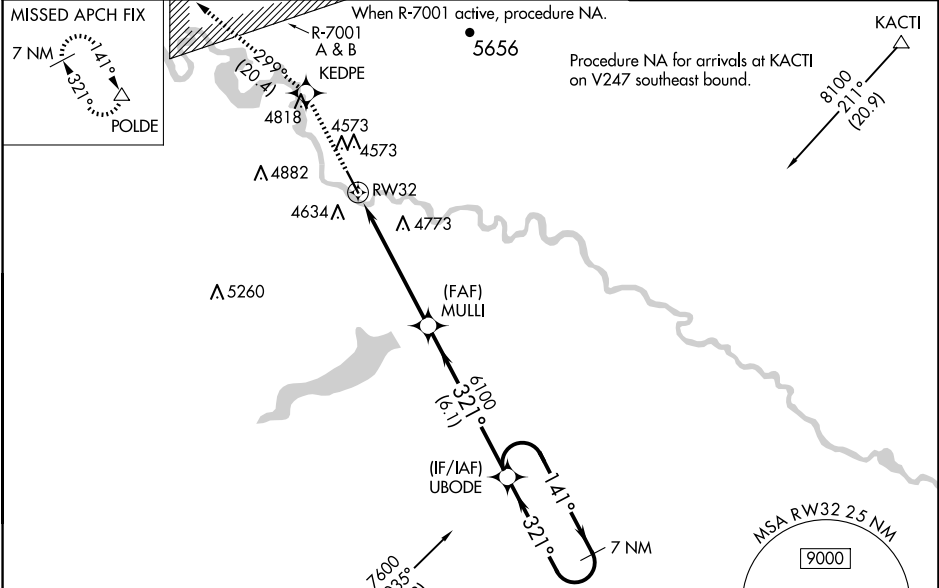 MISSED APCH FIX
7 NM
141°
321°
POLDE
When R-7001 active, procedure NA.
R-7001
A & B
5656
KACTI
Procedure NA for arrivals at KACTI
on V247 southeast bound.
8100
211°
(20.9)
299°
(20.4)
KEDPE
4818
4573
4573
4882
RW32
4634
4773
5260
(FAF)
MULLI
6100
321°
(6.1)
(IF/IAF)
UBODE
141°
321°
7 NM
7600
MSA RW32 25 NM
9000